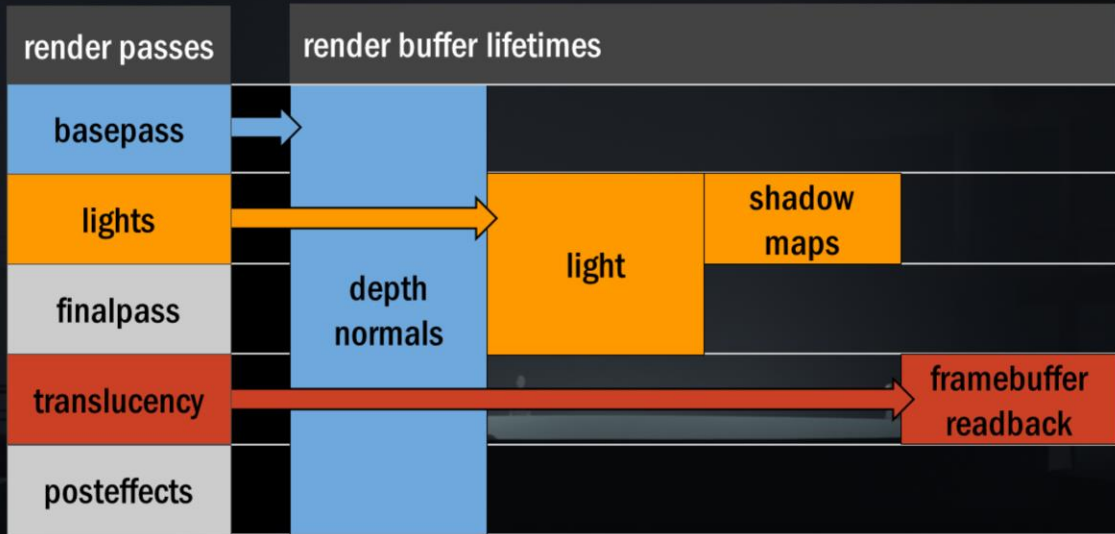 render passes
render buffer lifetimes
basepass
lights
shadow
maps
light
finalpass
depth
normals
translucency
framebuffer
readback
posteffects